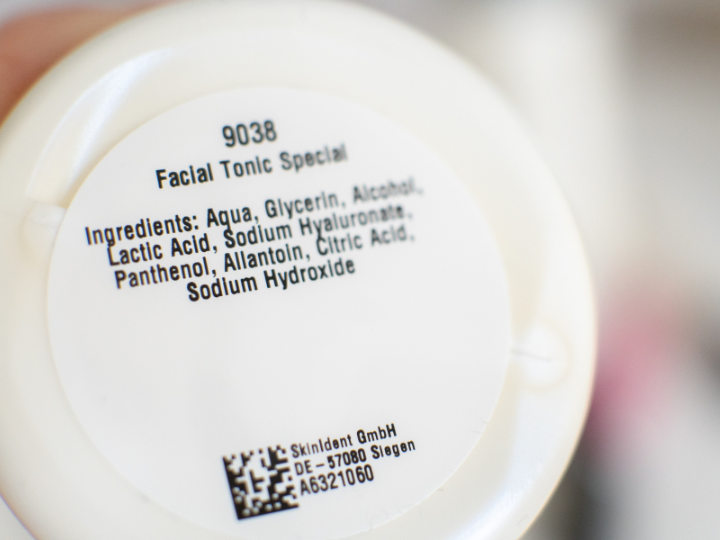 9038
Facial Tonic Special
Ingredients: Aqua, Glycerin, Alcohol,
Lactic Acid, Sodium Hyaluronate,
Panthenol, Allantoin, Citric Acid,
Sodium Hydroxide
SkinIdent GmbH
DE-57080 Siegen
A6321060